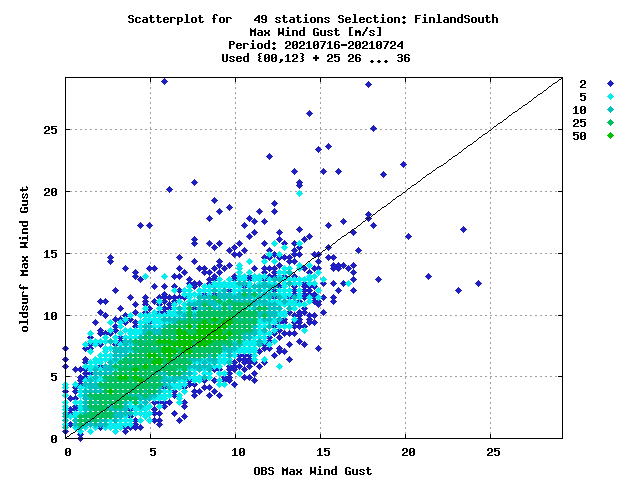 Scatterplot for   49 stations Selection: FinlandSouth
Max Wind Gust [m/s]
Period: 20210716-20210724
Used {00,12} + 25 26 ... 36
2
5
10
25
50
25
20
15
10
5
0
oldsurf Max Wind Gust
0 5 10 15 20 25
OBS Max Wind Gust